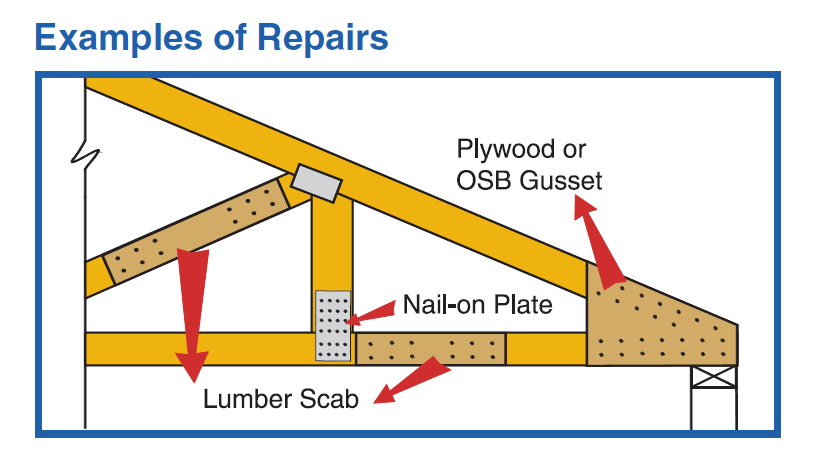 Examples of Repairs
Plywood or
OSB Gusset
Nail-on Plate
Lumber Scab